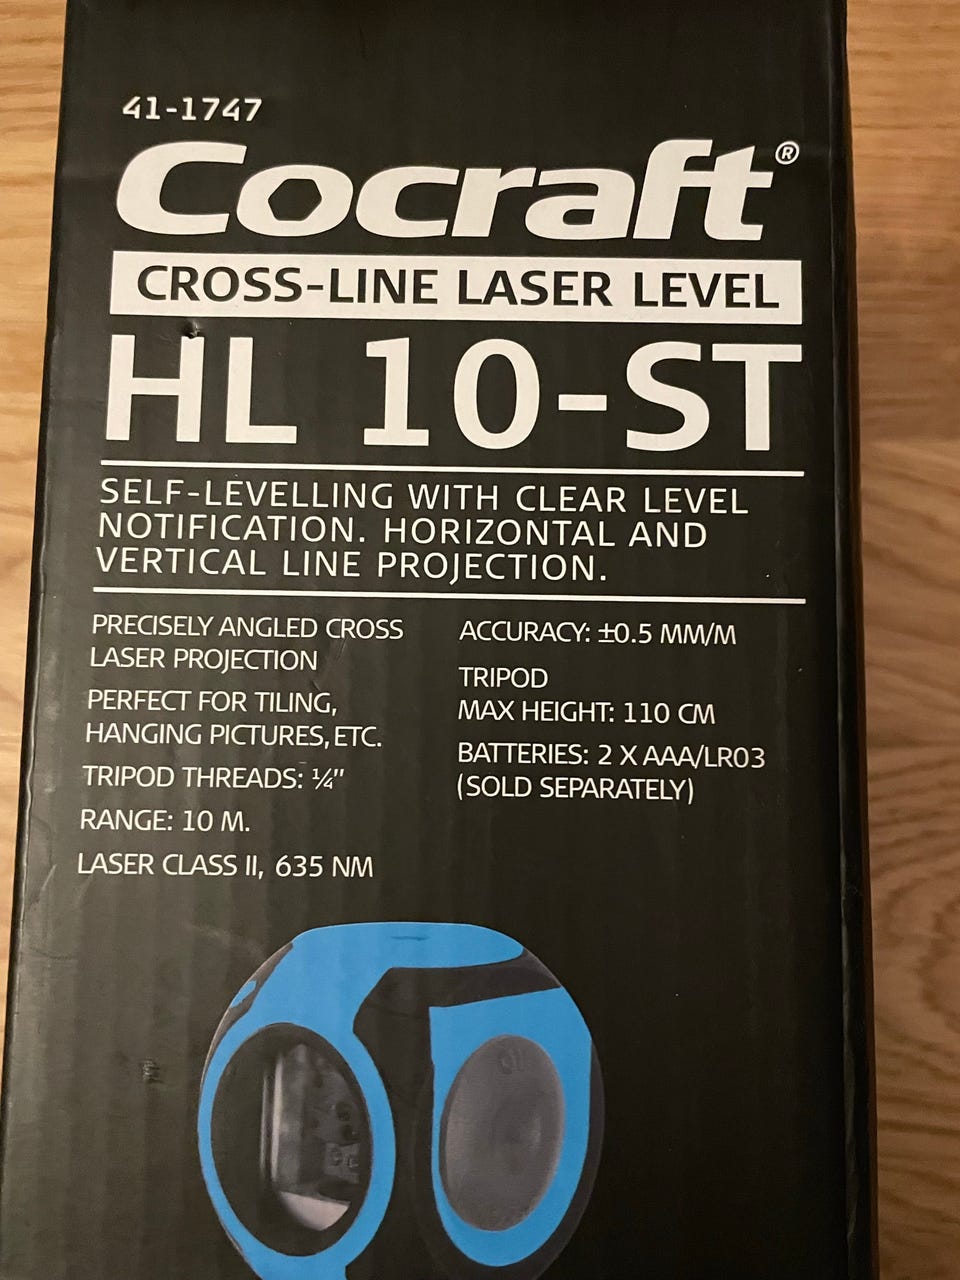 41-1747
Cocraft®
CROSS-LINE LASER LEVEL
HL 10-ST
SELF-LEVELLING WITH CLEAR LEVEL
NOTIFICATION. HORIZONTAL AND
VERTICAL LINE PROJECTION.
PRECISELY ANGLED CROSS
LASER PROJECTION
PERFECT FOR TILING,
HANGING PICTURES, ETC.
TRIPOD THREADS: ¼"
RANGE: 10 M.
LASER CLASS II, 635 NM
ACCURACY: ±0.5 MM/M
TRIPOD
MAX HEIGHT: 110 CM
BATTERIES: 2 X AAA/LR03
(SOLD SEPARATELY)